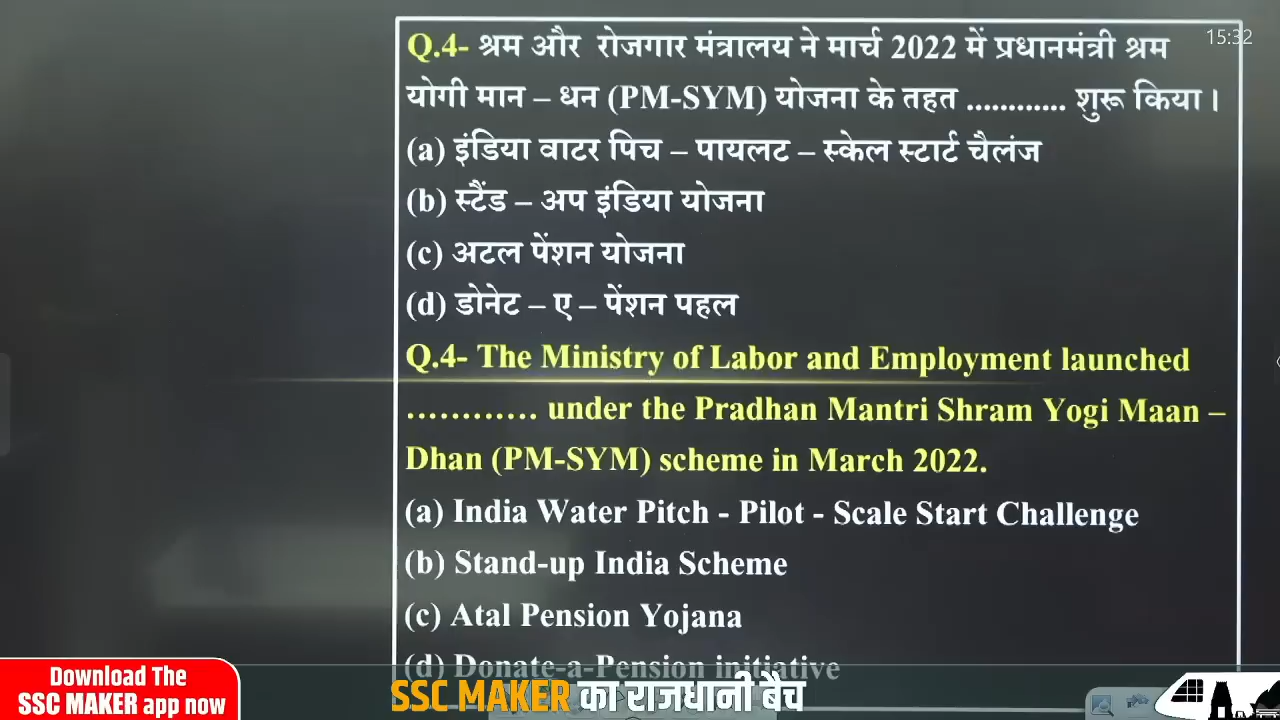 15:32
Q.4- श्रम और रोजगार मंत्रालय ने मार्च 2022 में प्रधानमंत्री श्रम
योगी मान – धन (PM-SYM) योजना के तहत ............ शुरू किया।
(a) इंडिया वाटर पिच – पायलट – स्केल स्टार्ट चैलंज
(b) स्टैंड – अप इंडिया योजना
(c) अटल पेंशन योजना
(d) डोनेट – ए – पेंशन पहल
Q.4- The Ministry of Labor and Employment launched
............ under the Pradhan Mantri Shram Yogi Maan –
Dhan (PM-SYM) scheme in March 2022.
(a) India Water Pitch - Pilot - Scale Start Challenge
(b) Stand-up India Scheme
(c) Atal Pension Yojana
(d) Donate-a-Pension initiative
Download The
SSC MAKER app now
SSC MAKER का राजधानी बैच